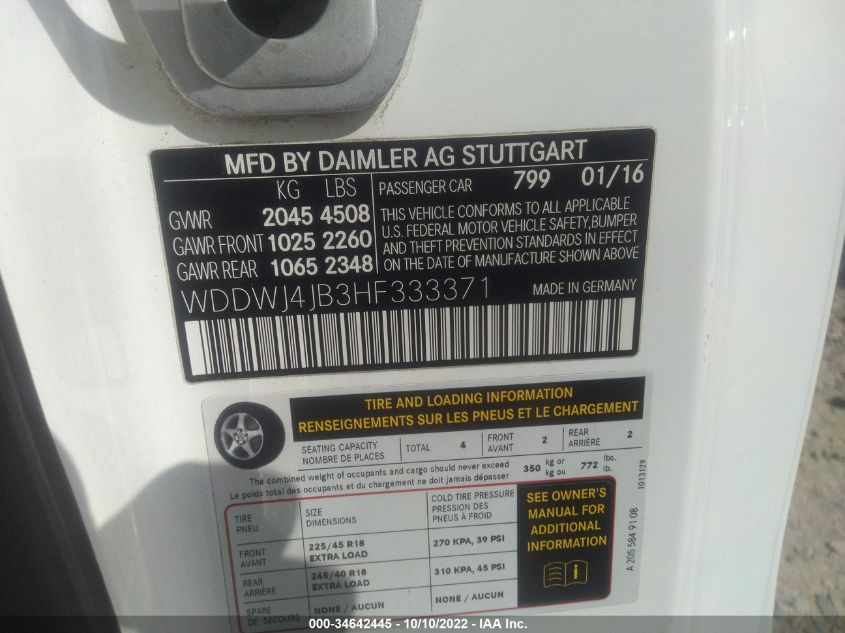 MFD BY DAIMLER AG STUTTGART
KG LBS
GVWR 2045 4508
GAWR FRONT 1025 2260
GAWR REAR 1065 2348
PASSENGER CAR 799 01/16
THIS VEHICLE CONFORMS TO ALL APPLICABLE
U.S. FEDERAL MOTOR VEHICLE SAFETY,BUMPER
AND THEFT PREVENTION STANDARDS IN EFFECT
ON THE DATE OF MANUFACTURE SHOWN ABOVE
WDDWJ4JB3HF333371 MADE IN GERMANY
TIRE AND LOADING INFORMATION
RENSEIGNEMENTS SUR LES PNEUS ET LE CHARGEMENT
SEATING CAPACITY
NOMBRE DE PLACES
TOTAL 4
FRONT
AVANT
2
REAR
ARRIÈRE
2
The combined weight of occupants and cargo should never exceed
Le poids total des occupants et du chargement ne doit jamais dépasser
350 kg or
kg ou
772 lbs.
lb.
TIRE
PNEU
SIZE
DIMENSIONS
COLD TIRE PRESSURE
PRESSION DES
PNEUS À FROID
FRONT
AVANT
225/45 R18
EXTRA LOAD
270 KPA, 39 PSI
REAR
ARRIÈRE
245/40 R18
EXTRA LOAD
310 KPA, 45 PSI
SPARE
DE SECOURS
NONE / AUCUN
NONE / AUCUN
SEE OWNER'S
MANUAL FOR
ADDITIONAL
INFORMATION
1013129
A 205 584 91 08
000-34642445 - 10/10/2022 - IAA Inc.